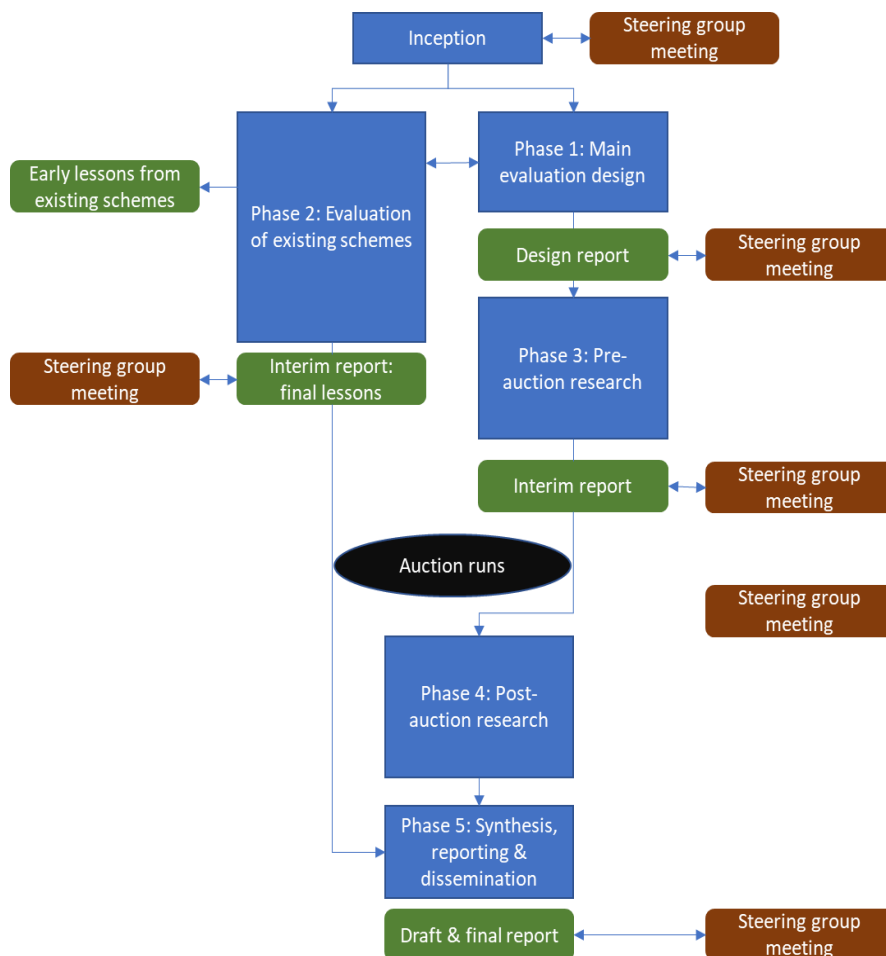 Inception
Steering group
meeting
Phase 1: Main
evaluation design
Early lessons from
existing schemes
Phase 2: Evaluation
of existing schemes
Design report
Steering group
meeting
Phase 3: Pre-
auction research
Steering group
meeting
Interim report:
final lessons
Interim report
Steering group
meeting
Auction runs
Steering group
meeting
Phase 4: Post-
auction research
Phase 5: Synthesis,
reporting &
dissemination
Draft & final report
Steering group
meeting